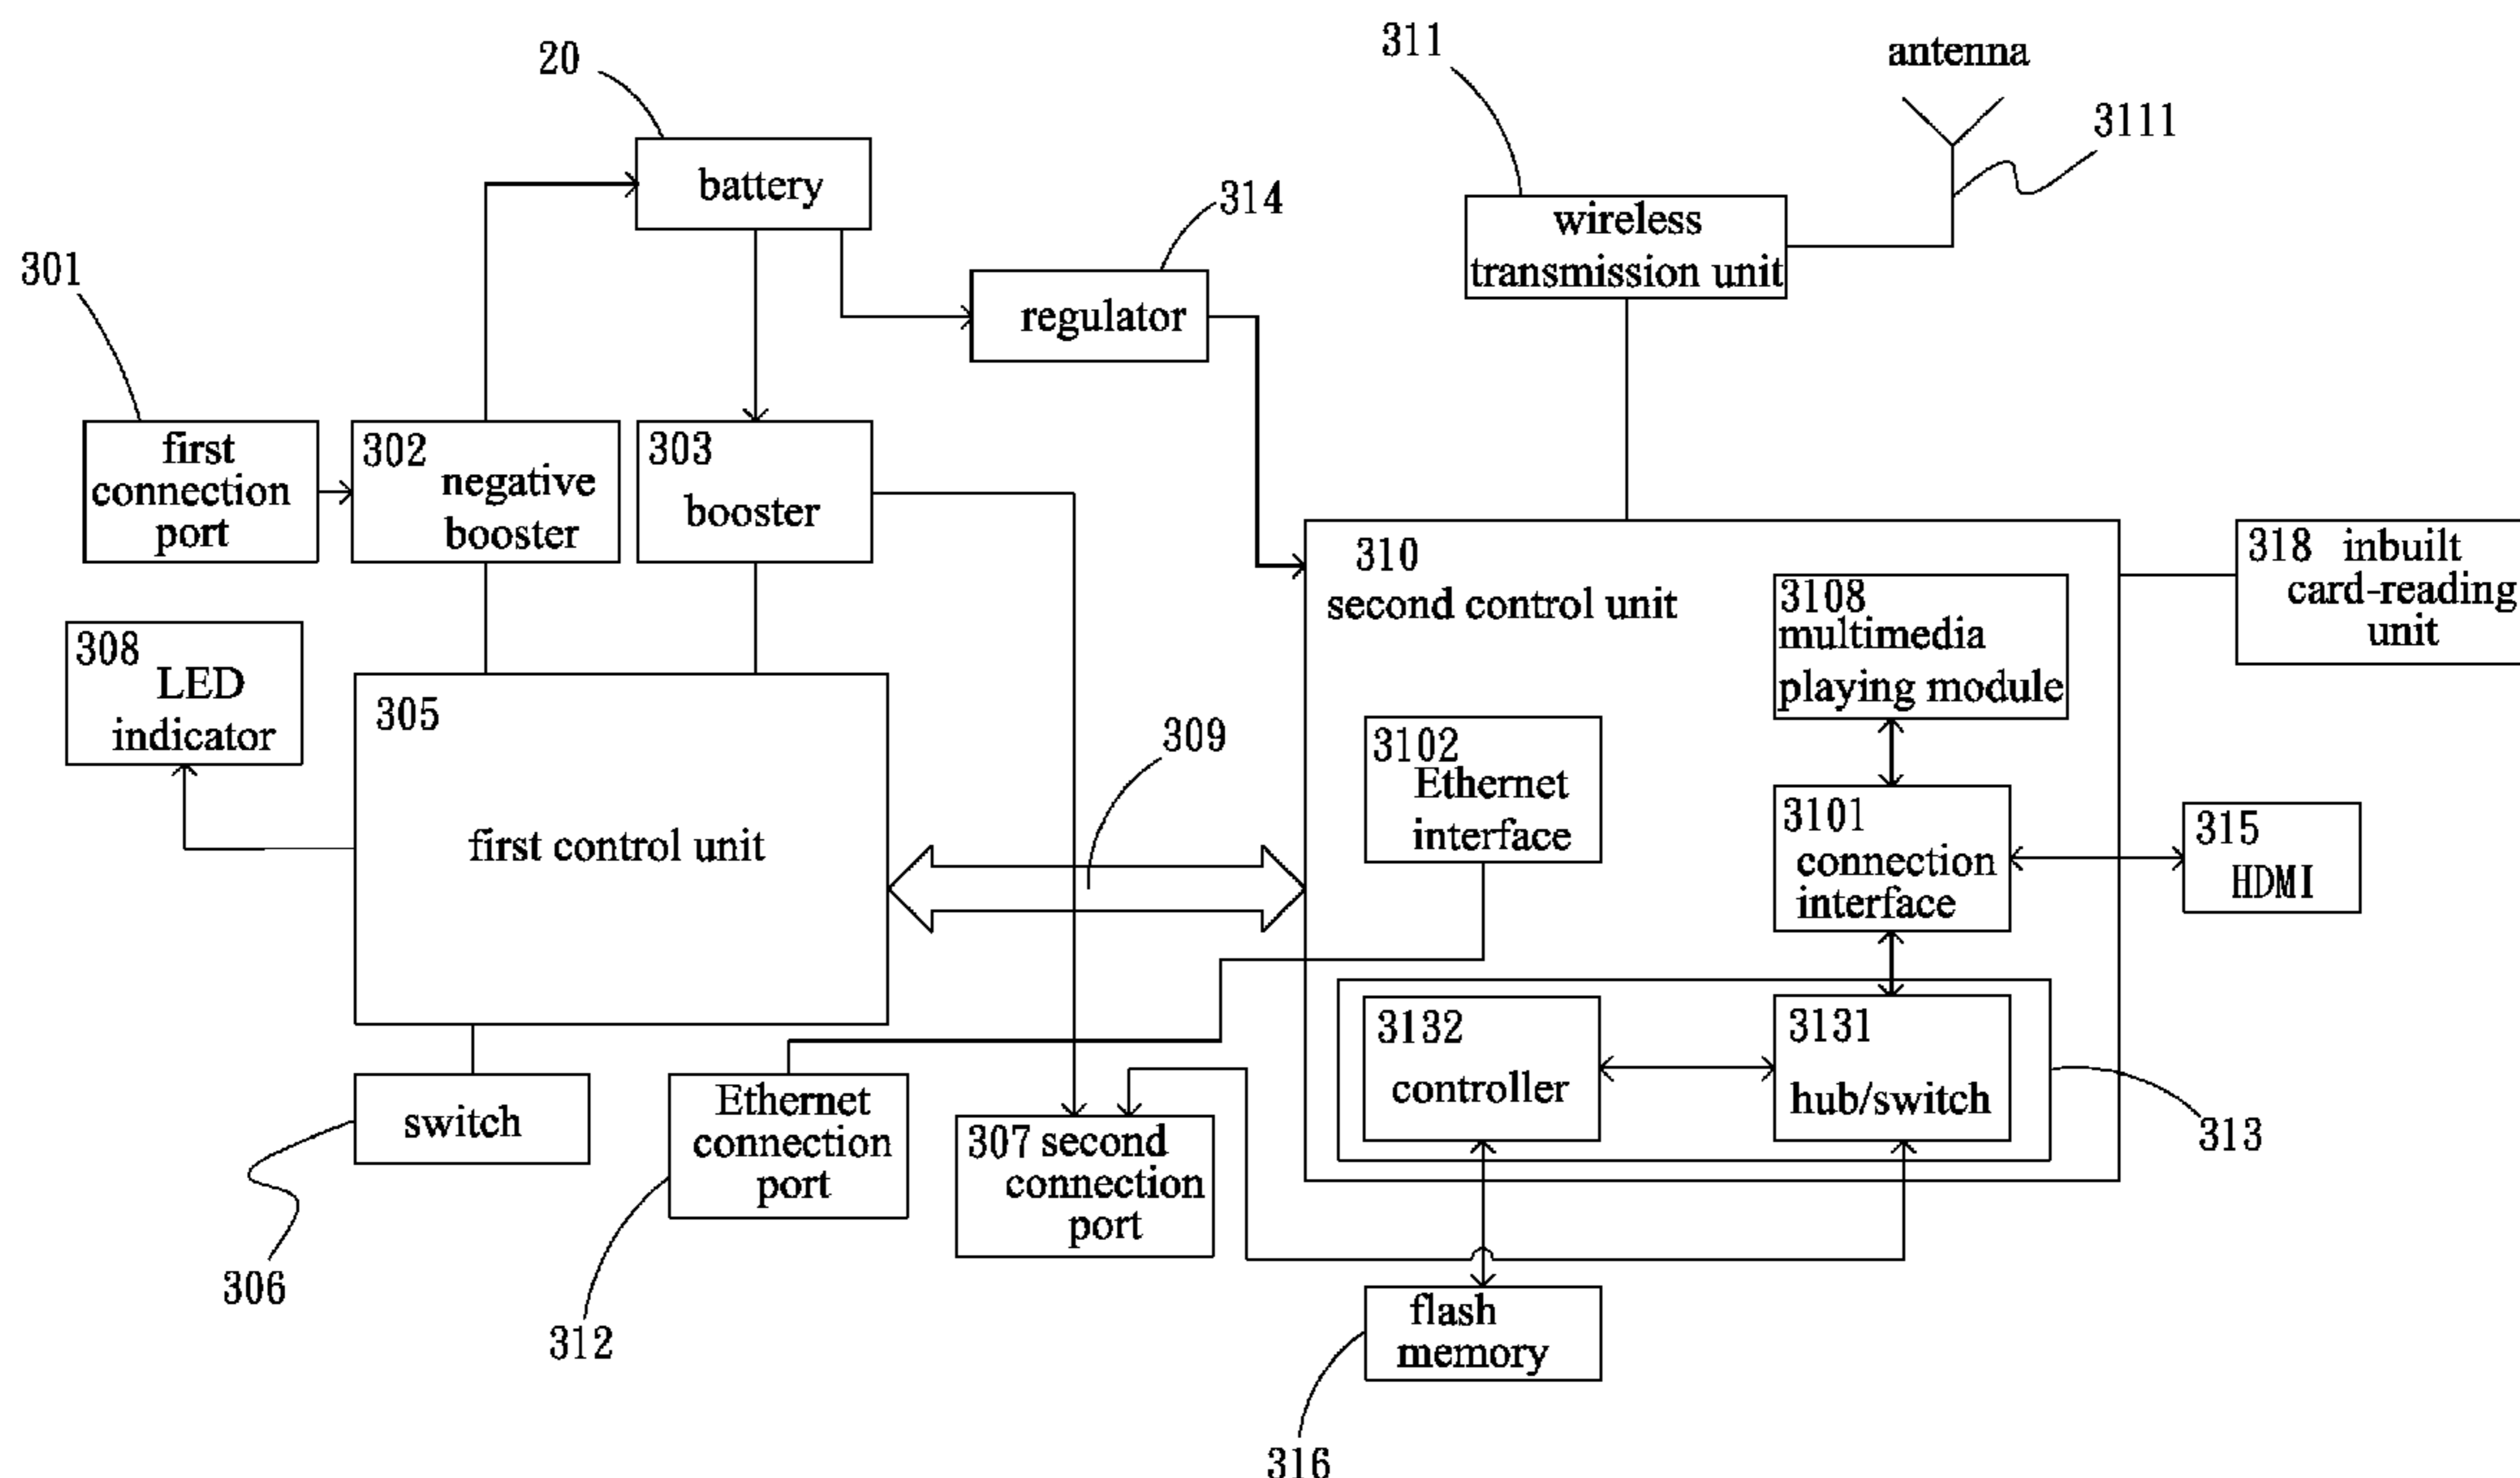 20
311
antenna
3111
battery
314
wireless
transmission unit
301
regulator
first
connection
port
302
negative
booster
303
booster
310
second control unit
3108
multimedia
playing module
318 inbuilt
card-reading
unit
308
LED
indicator
305
first control unit
309
3102
Ethernet
interface
3101
connection
interface
315
HDMI
3132
controller
3131
hub/switch
313
switch
306
Ethernet
connection
port
312
307 second
connection
port
flash
memory
316